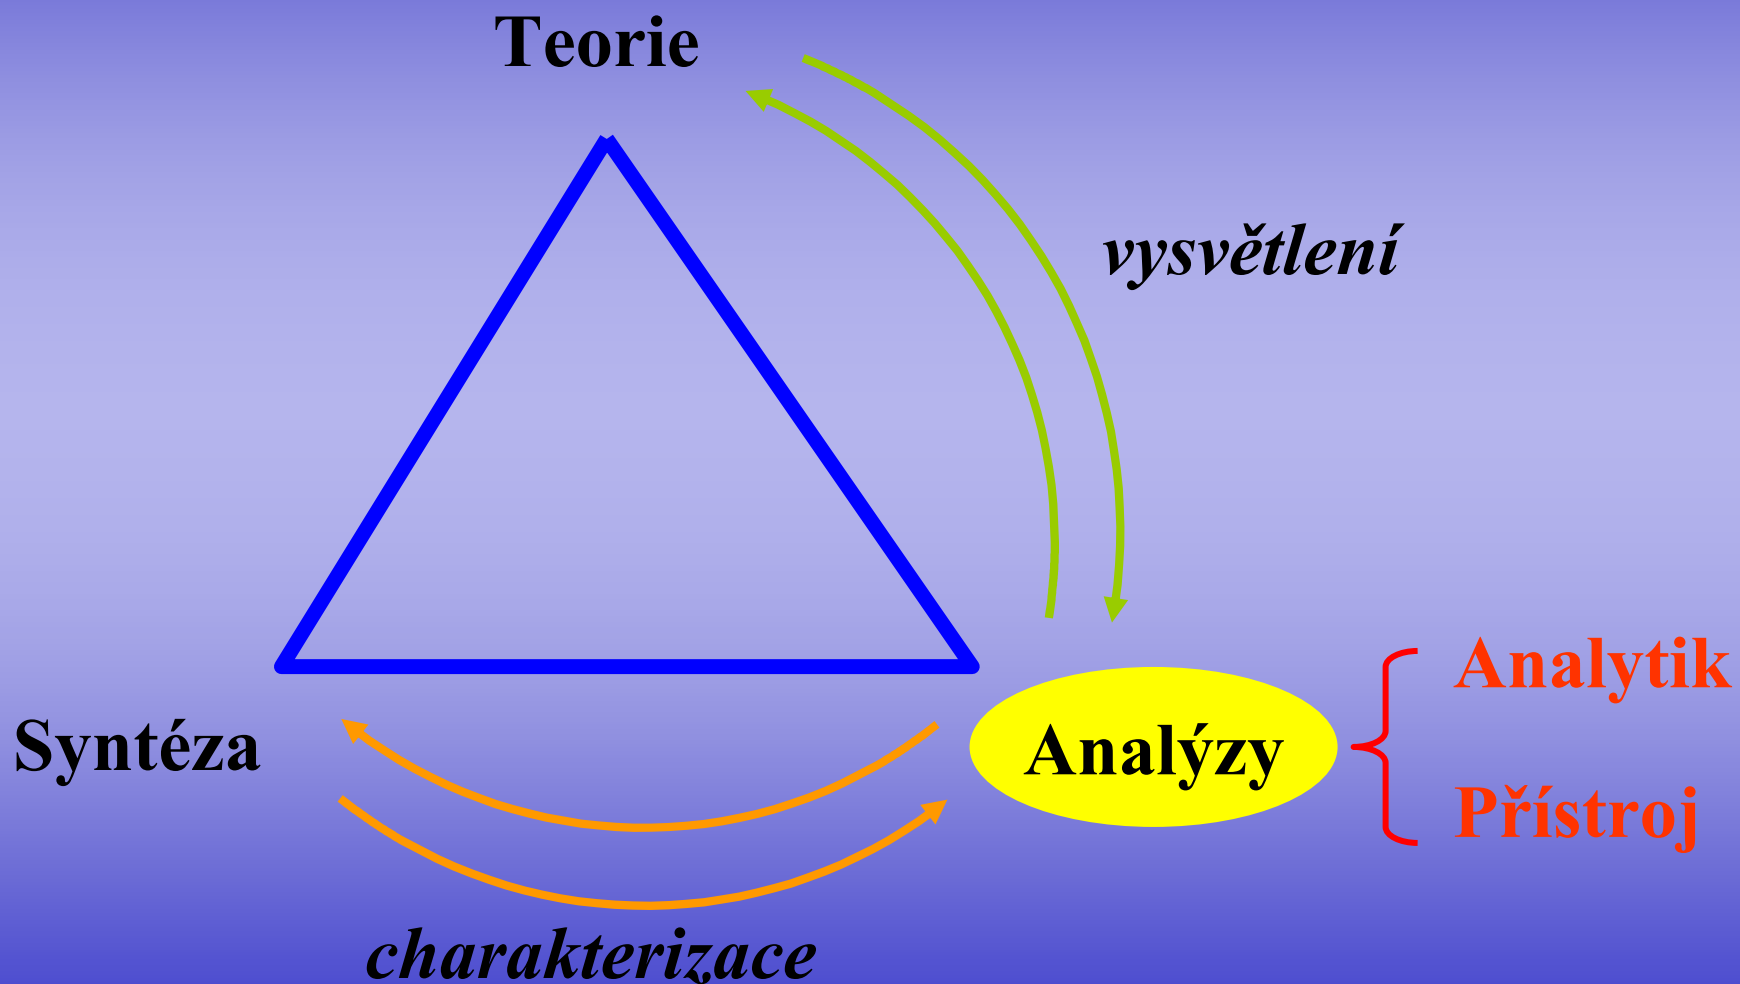 Teorie
vysvětlení
Analytik
Syntéza
Analýzy
Přístroj
charakterizace